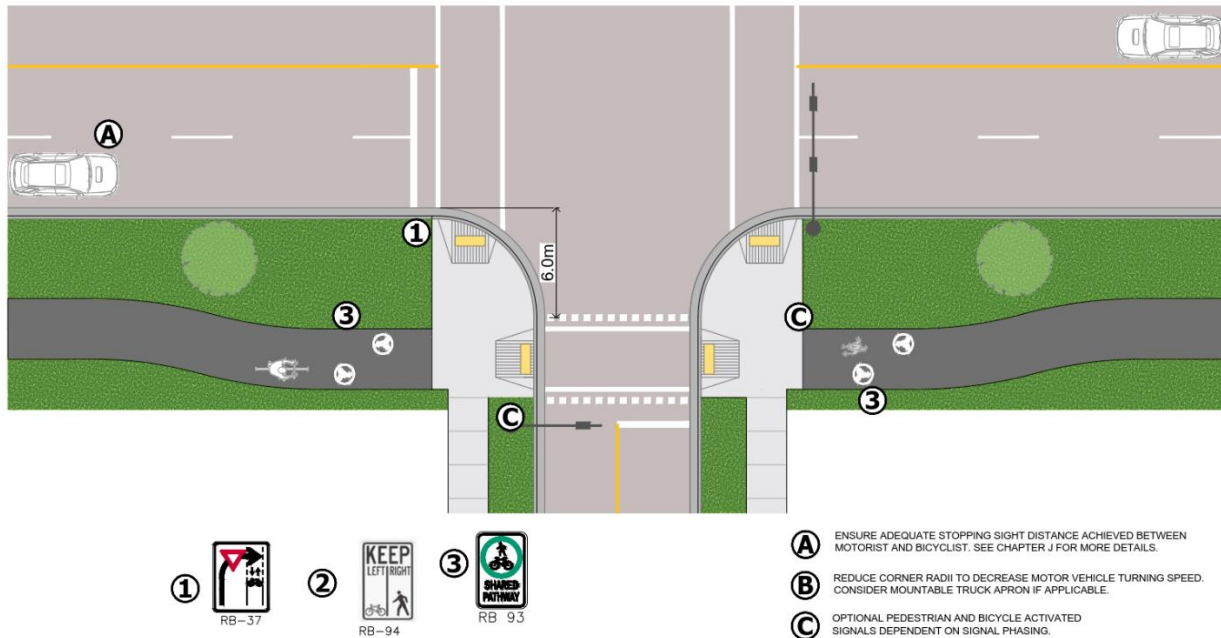 A
1
6.0m
3
C
3
C
1
RB-37
2
KEEP
LEFT RIGHT
RB-94
3
SHARED
PATHWAY
RB 93
A ENSURE ADEQUATE STOPPING SIGHT DISTANCE ACHIEVED BETWEEN
MOTORIST AND BICYCLIST. SEE CHAPTER J FOR MORE DETAILS.
B REDUCE CORNER RADII TO DECREASE MOTOR VEHICLE TURNING SPEED.
CONSIDER MOUNTABLE TRUCK APRON IF APPLICABLE.
C OPTIONAL PEDESTRIAN AND BICYCLE ACTIVATED
SIGNALS DEPENDENT ON SIGNAL PHASING.